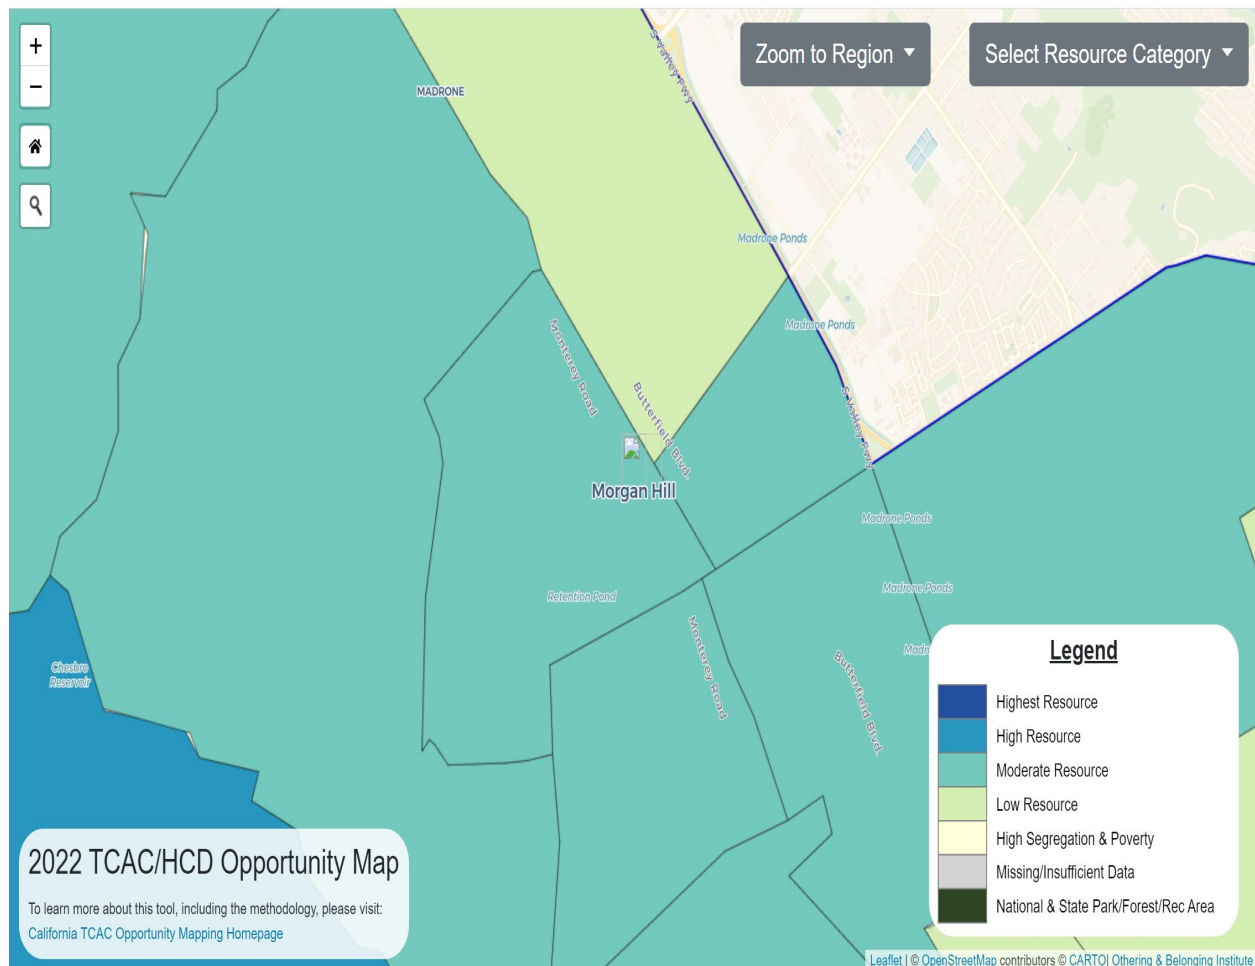 +
−
Zoom to Region
Select Resource Category
S Valley Pwy
MADRONE
Madrone Ponds
Madrone Ponds
Monterey Road
Butterfield Blvd.
S Valley Pwy
Morgan Hill
Madrone Ponds
Retention Pond
Madrone Ponds
Monterey Road
Butterfield Blvd.
Chesbro
Reservoir
Legend
Highest Resource
High Resource
Moderate Resource
Low Resource
High Segregation & Poverty
Missing/Insufficient Data
National & State Park/Forest/Rec Area
2022 TCAC/HCD Opportunity Map
To learn more about this tool, including the methodology, please visit:
California TCAC Opportunity Mapping Homepage
Leaflet | © OpenStreetMap contributors © CARTO| Othering & Belonging Institute